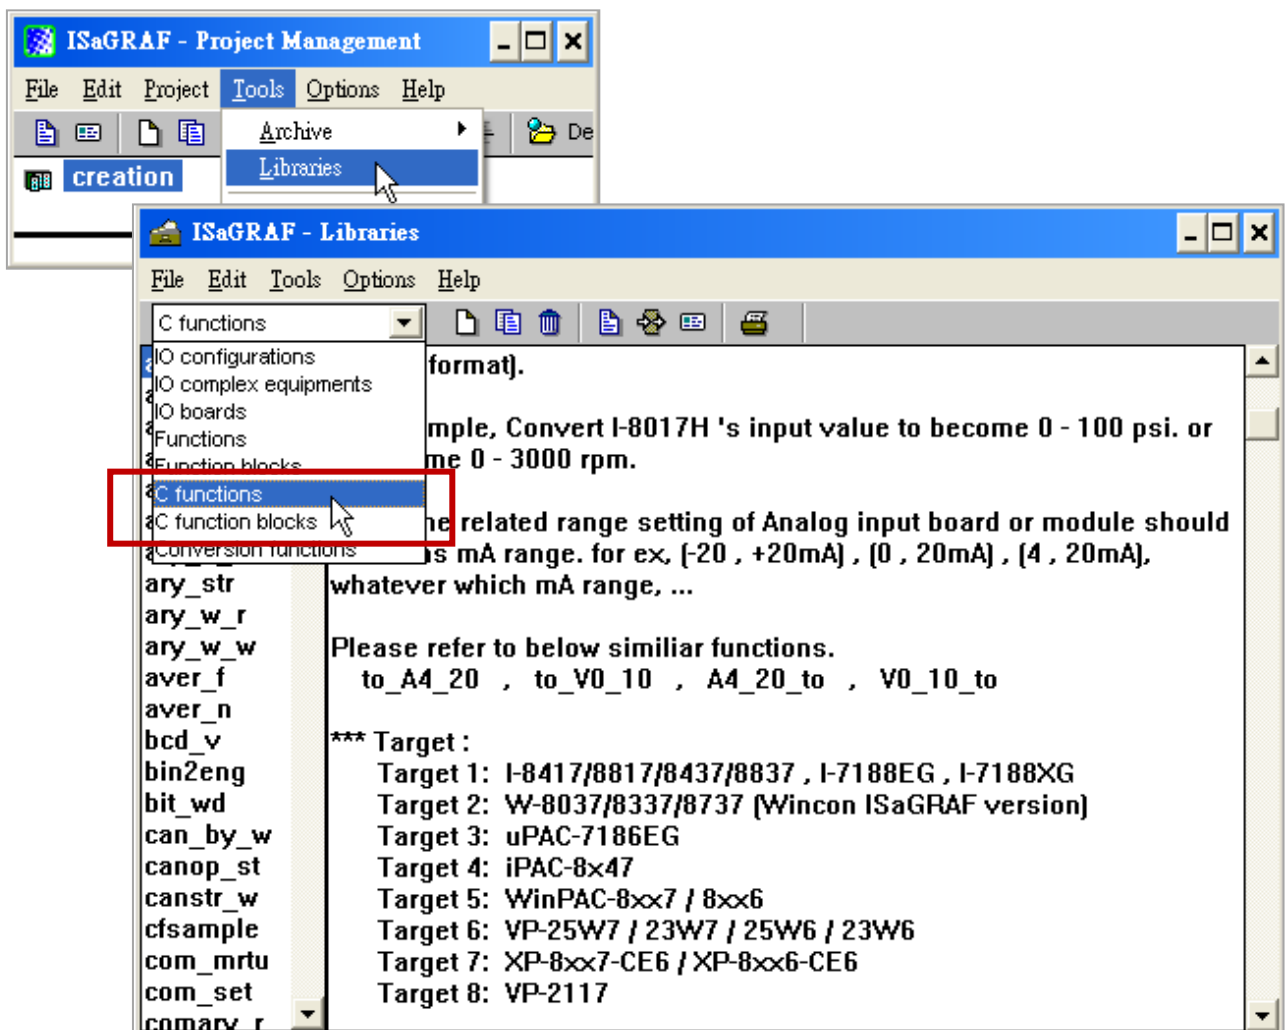 ISaGRAF - Project Management
File Edit Project Tools Options Help
Archive
De
Libraries
creation
ISaGRAF - Libraries
File Edit Tools Options Help
C functions
IO configurations
IO complex equipments
IO boards
Functions
Function blocks
C functions
C function blocks
Conversion functions
ary_str
ary_w_r
ary_w_w
aver_f
aver_n
bcd_v
bin2eng
bit_wd
can_by_w
canop_st
canstr_w
cfsample
com_mrtu
com_set
comary_r
format).
mple, Convert I-8017H 's input value to become 0 - 100 psi. or
me 0 - 3000 rpm.
he related range setting of Analog input board or module should
is mA range. for ex, (-20 , +20mA) , (0 , 20mA) , (4 , 20mA),
whatever which mA range, ...
Please refer to below similiar functions.
to_A4_20 , to_V0_10 , A4_20_to , V0_10_to
*** Target :
Target 1: I-8417/8817/8437/8837 , I-7188EG , I-7188XG
Target 2: W-8037/8337/8737 (Wincon ISaGRAF version)
Target 3: uPAC-7186EG
Target 4: iPAC-8x47
Target 5: WinPAC-8xx7 / 8xx6
Target 6: VP-25W7 / 23W7 / 25W6 / 23W6
Target 7: XP-8xx7-CE6 / XP-8xx6-CE6
Target 8: VP-2117